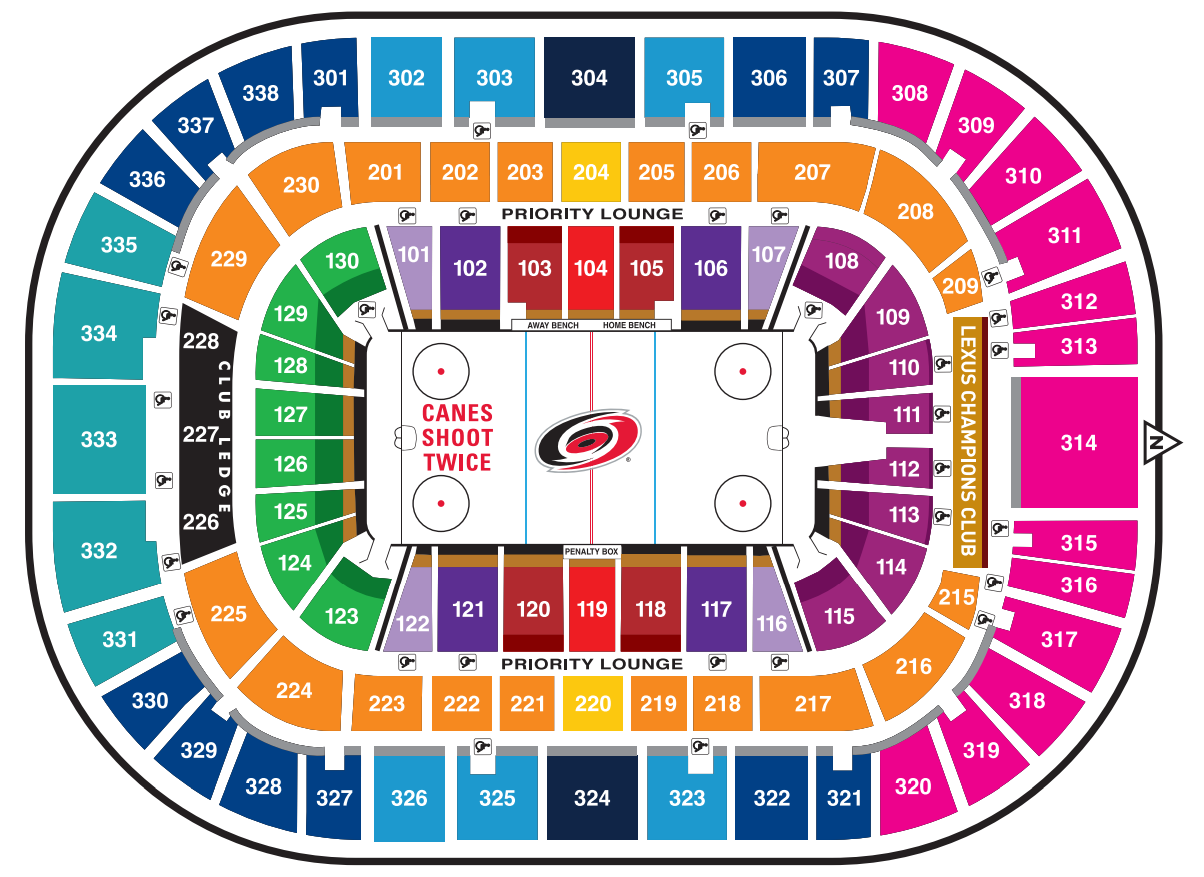 301 302 303 304 305 306 307
338 308
337 309
336 310
335 311
334 312
313
333 314
332 315
316
331 317
330 318
329 319
328 320
327 326 325 324 323 322 321
201 202 203 204 205 206 207
230 208
229 209
PRIORITY LOUNGE
228
227
226
CLUB LEDGE
101 102 103 104 105 106 107
130 108
129 109
128 110
127 111
126 112
125 113
124 114
123 115
AWAY BENCH HOME BENCH
CANES
SHOOT
TWICE
®
LEXUS CHAMPIONS CLUB
N
PENALTY BOX
122 121 120 119 118 117 116
PRIORITY LOUNGE
225 215
224 216
223 222 221 220 219 218 217